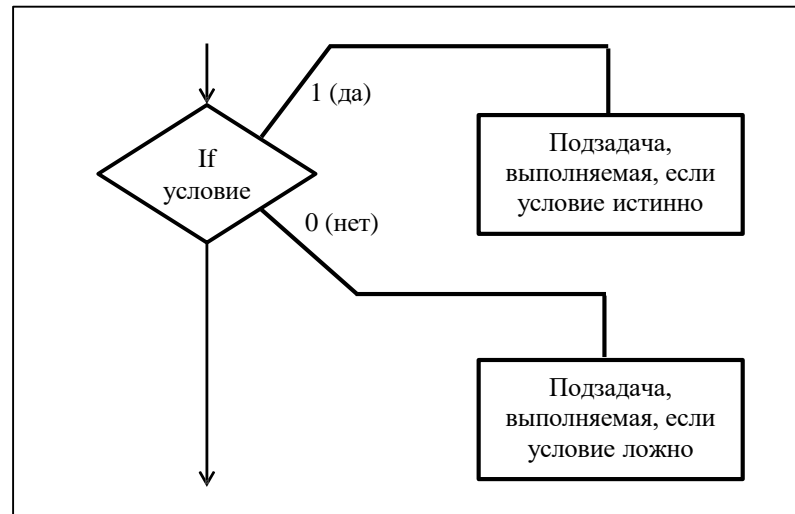 1 (да)
If
условие
Подзадача,
выполняемая, если
условие истинно
0 (нет)
Подзадача,
выполняемая, если
условие ложно